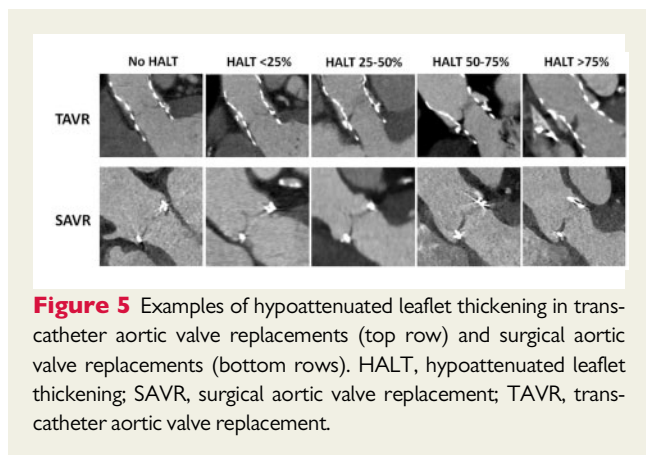 No HALT HALT <25% HALT 25-50% HALT 50-75% HALT >75%
TAVR
SAVR
Figure 5 Examples of hypoattenuated leaflet thickening in trans-
catheter aortic valve replacements (top row) and surgical aortic
valve replacements (bottom rows). HALT, hypoattenuated leaflet
thickening; SAVR, surgical aortic valve replacement; TAVR, trans-
catheter aortic valve replacement.